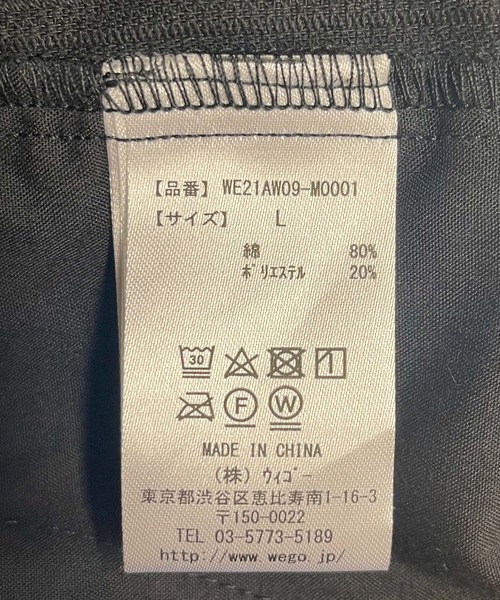 【品番】 WE21AW09-M0001
【サイズ】 L
綿 80%
ﾎﾟﾘｴｽﾃﾙ 20%
30
F W
MADE IN CHINA
(株) ｳｨｺﾞｰ
東京都渋谷区恵比寿南1-16-3
〒150-0022
TEL 03-5773-5189
http://www.wego.jp/